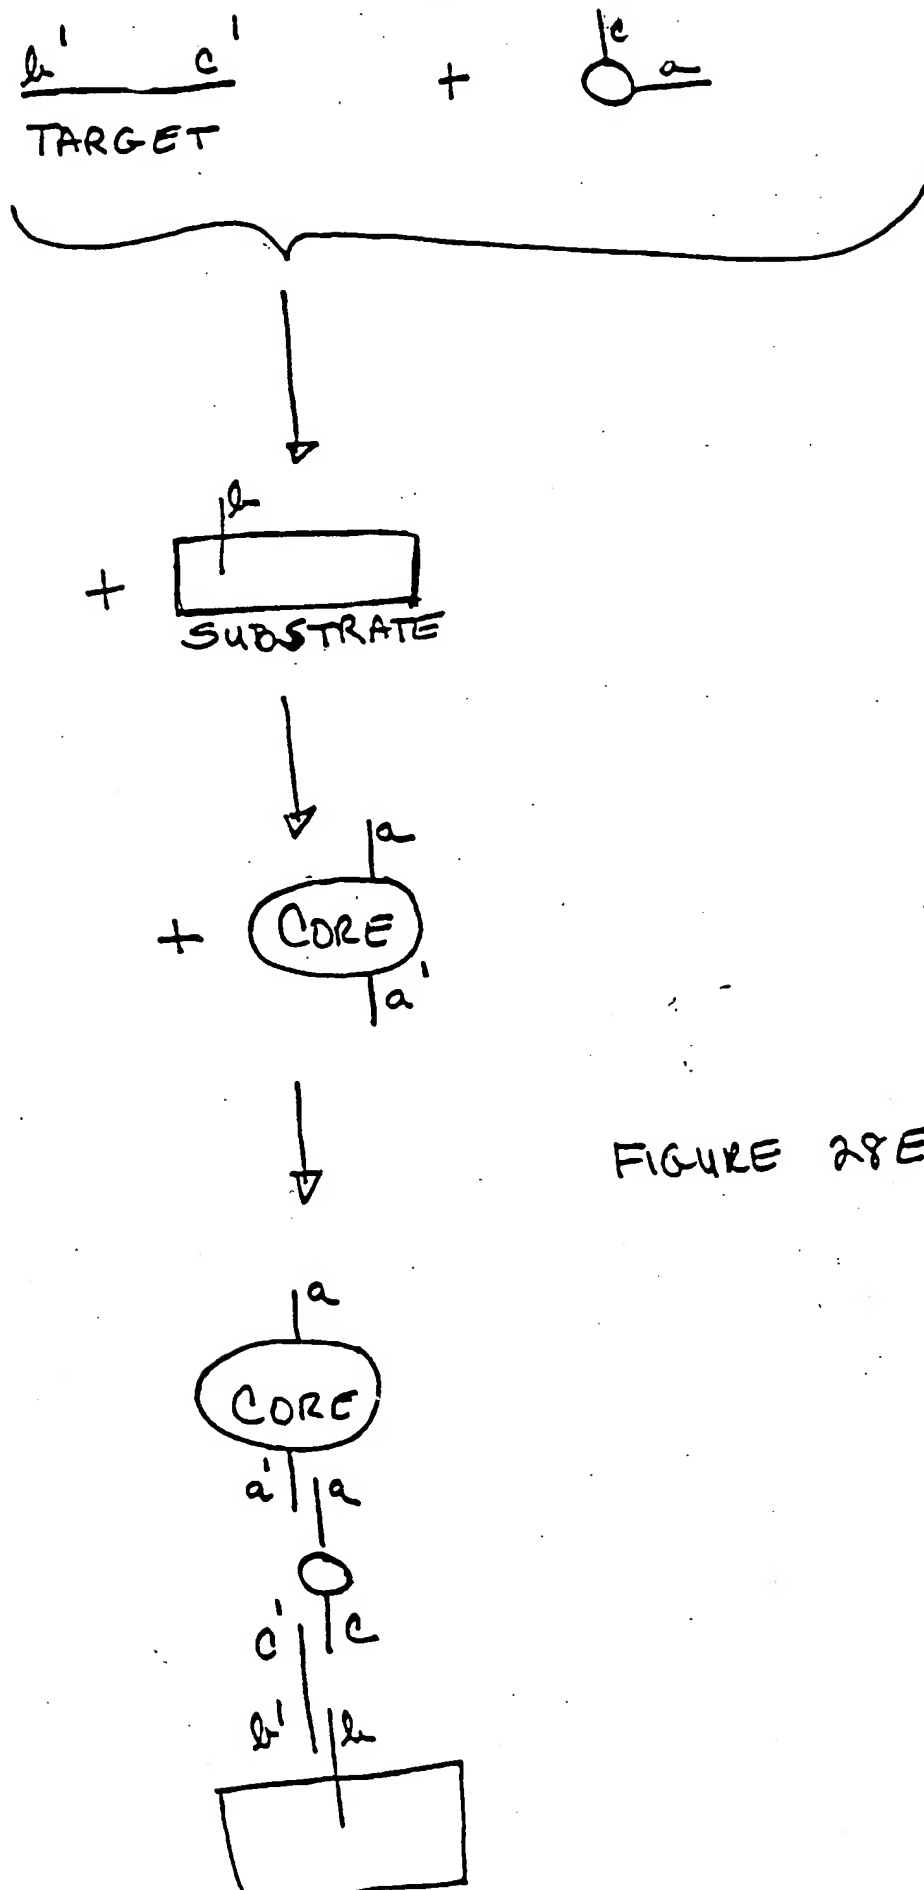 b' c' + c a
TARGET
b
+
SUBSTRATE
a
+ CORE
a'
FIGURE 28E
a
CORE
a' a
c' c
b' b